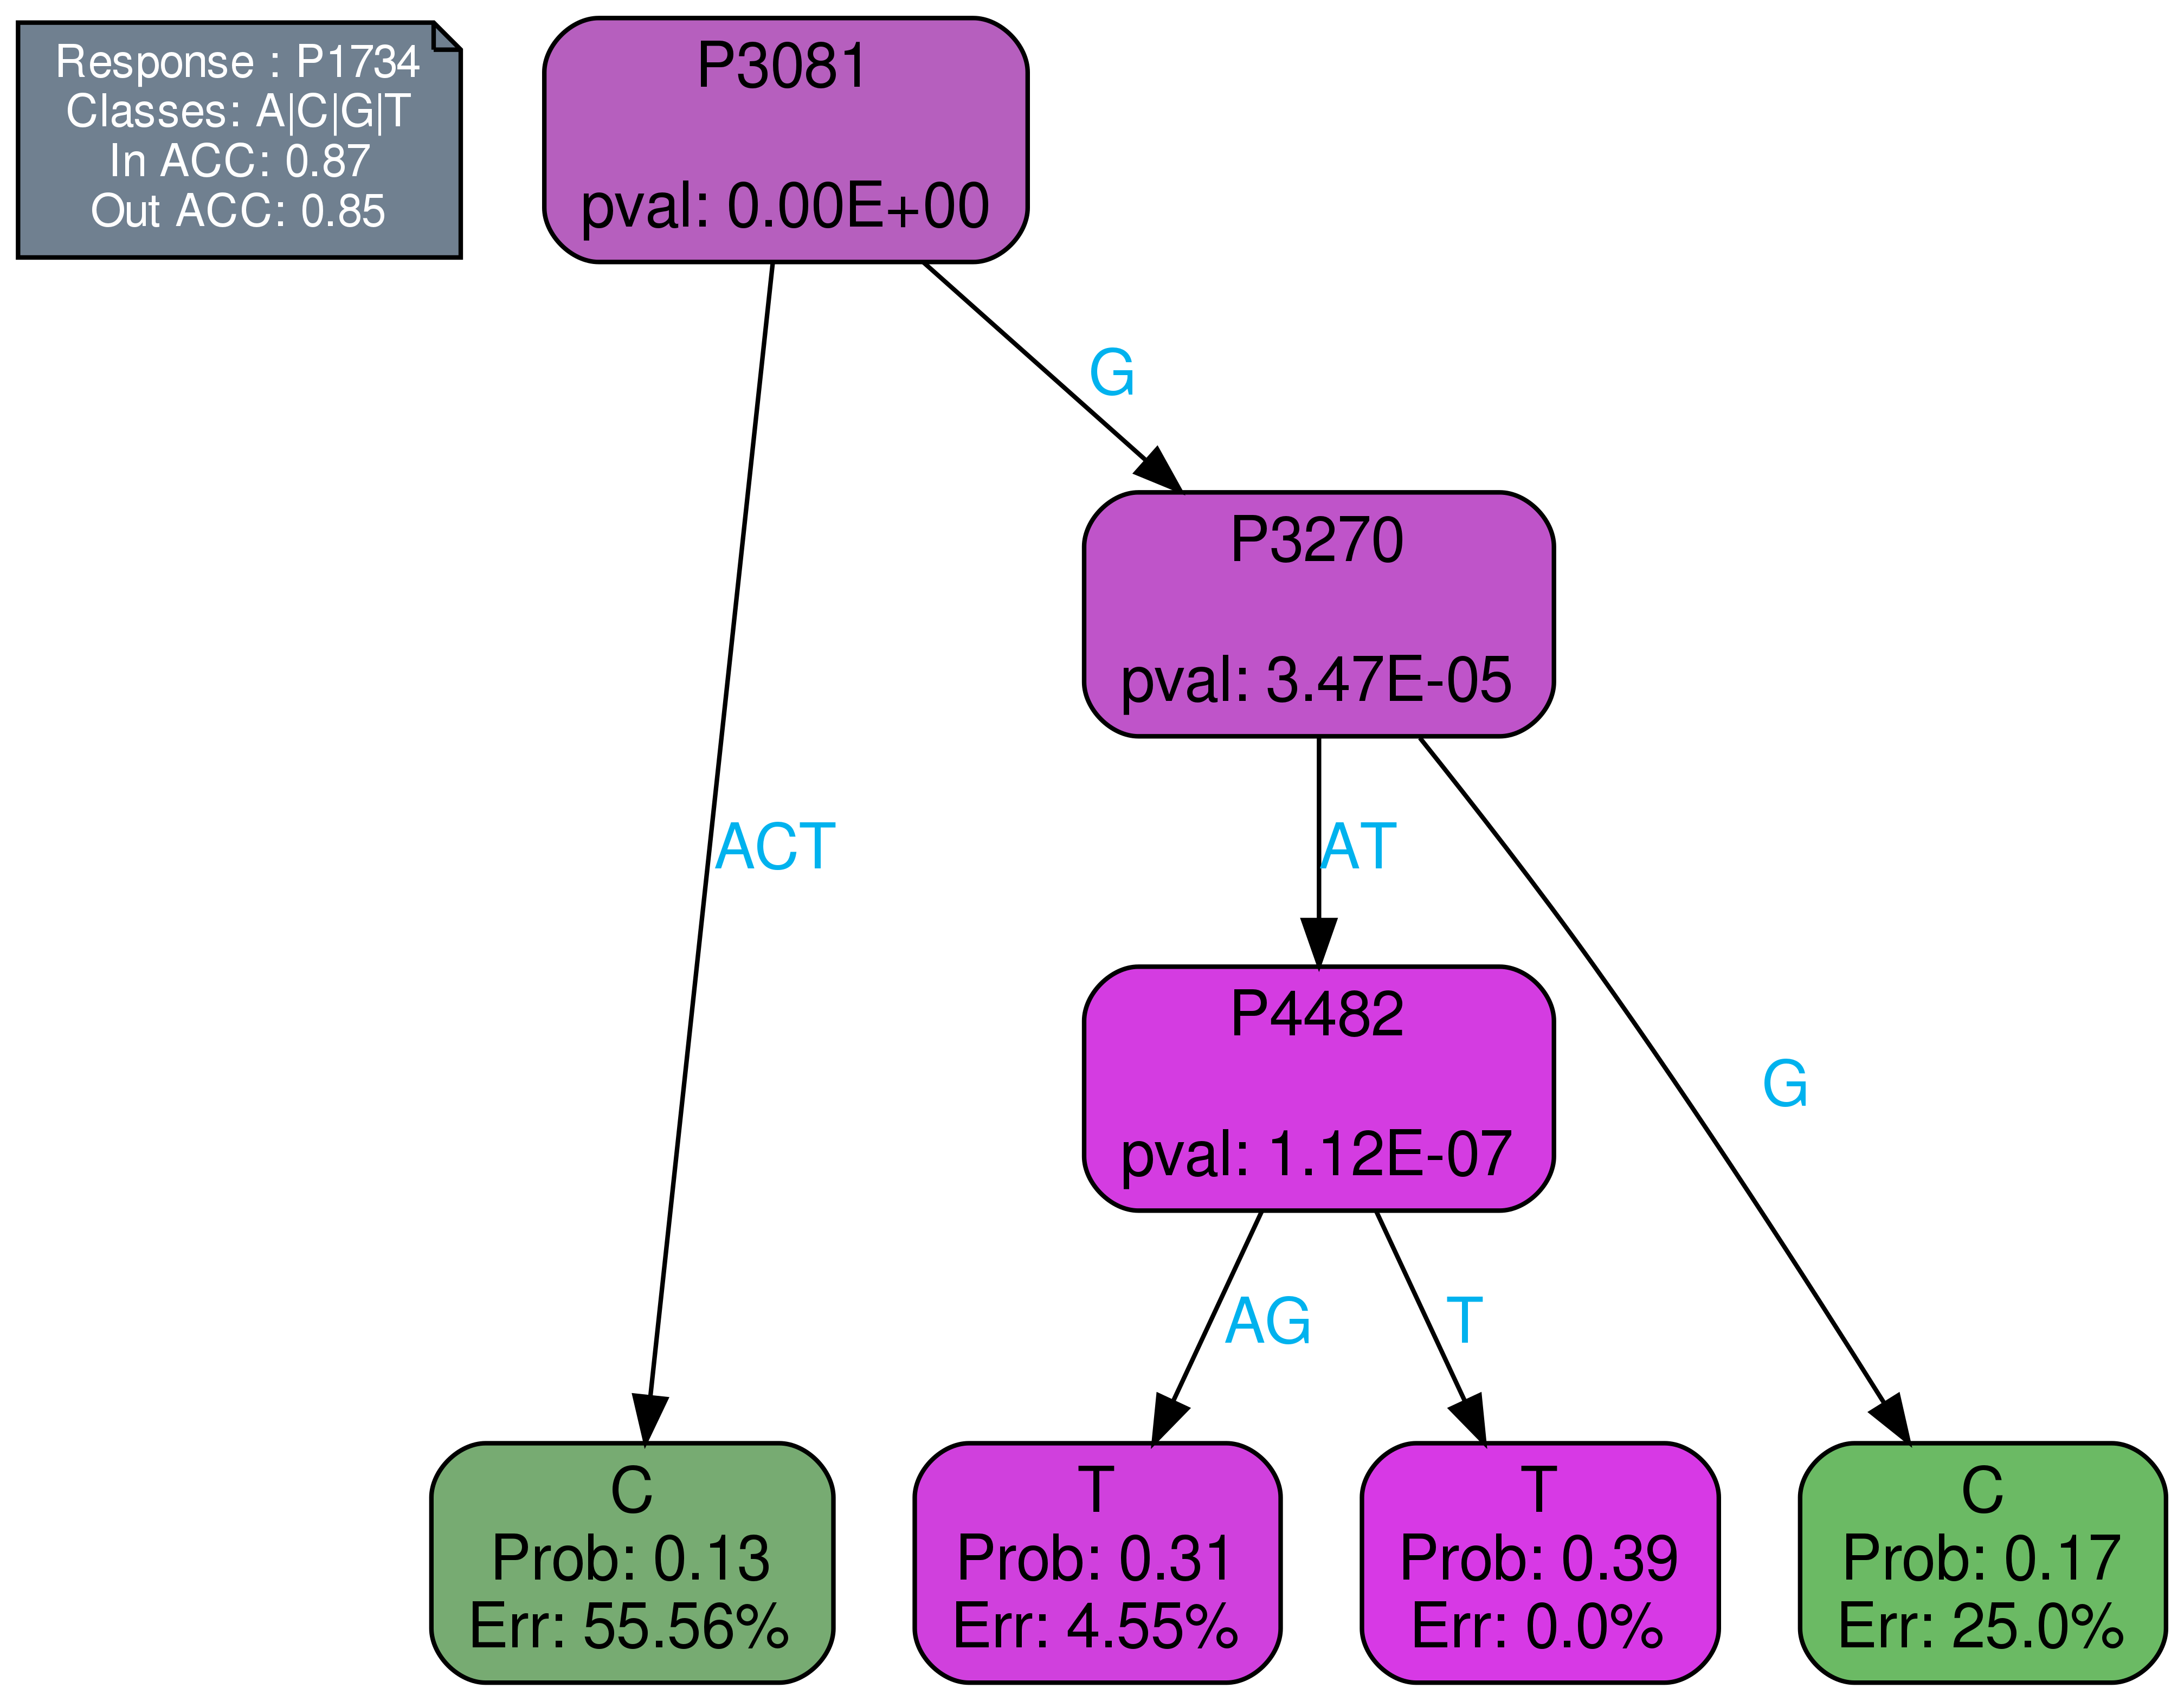 Response : P1734
Classes: A|C|G|T
In ACC: 0.87
Out ACC: 0.85
P3081
pval: 0.00E+00
G
P3270
pval: 3.47E-05
ACT
AT
G
P4482
pval: 1.12E-07
AG
T
C
Prob: 0.13
Err: 55.56%
T
Prob: 0.31
Err: 4.55%
T
Prob: 0.39
Err: 0.0%
C
Prob: 0.17
Err: 25.0%